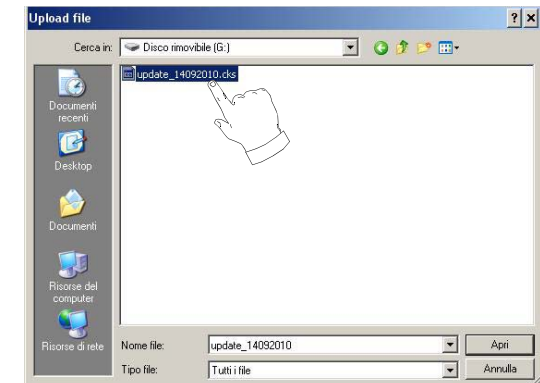 Upload file
Cerca in:
Disco rimovibile (G:)
update_14092010.cks
Documenti
recenti
Desktop
Documenti
Risorse del
computer
Risorse di rete
Nome file:
update_14092010
Apri
Tipo file:
Tutti i file
Annulla